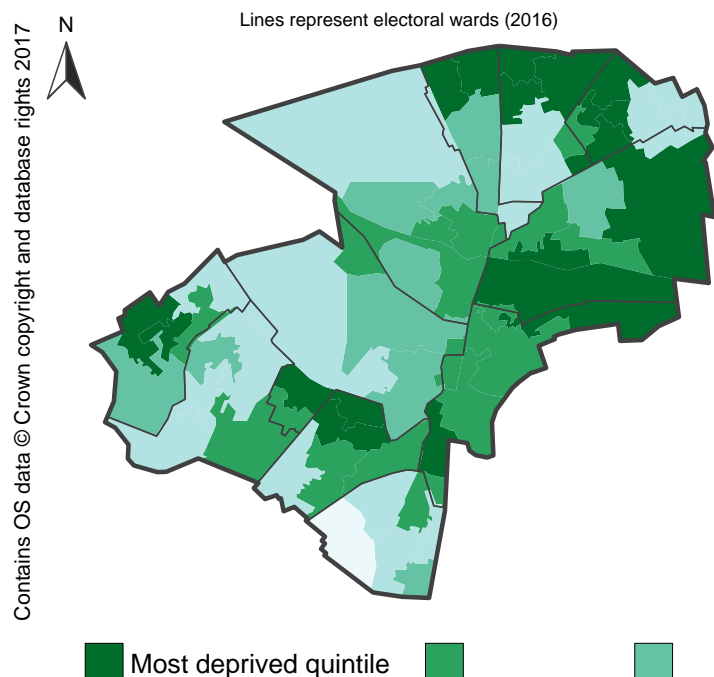 Lines represent electoral wards (2016)
N
Contains OS data © Crown copyright and database rights 2017
Most deprived quintile